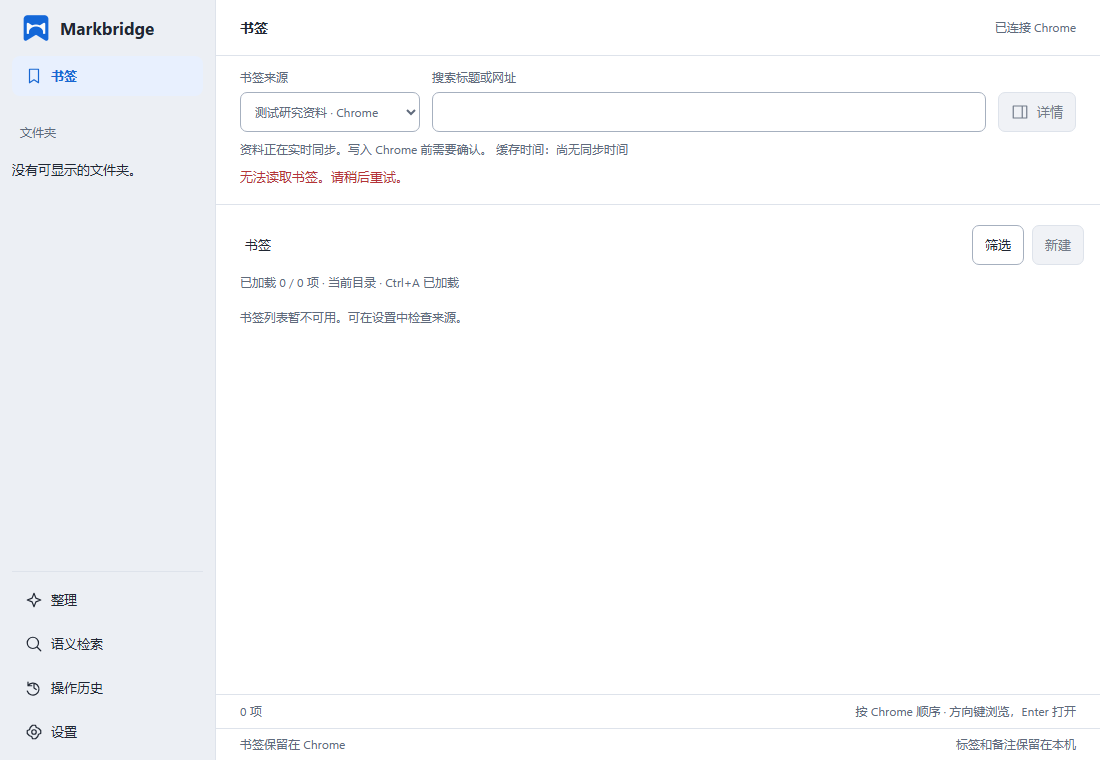 Markbridge
书签
已连接 Chrome
书签
文件夹
没有可显示的文件夹。
书签来源
搜索标题或网址
测试研究资料 · Chrome
详情
资料正在实时同步。写入 Chrome 前需要确认。 缓存时间：尚无同步时间
无法读取书签。请稍后重试。
书签
筛选
新建
已加载 0 / 0 项 · 当前目录 · Ctrl+A 已加载
书签列表暂不可用。可在设置中检查来源。
整理
语义检索
操作历史
设置
0 项
按 Chrome 顺序 · 方向键浏览，Enter 打开
书签保留在 Chrome
标签和备注保留在本机